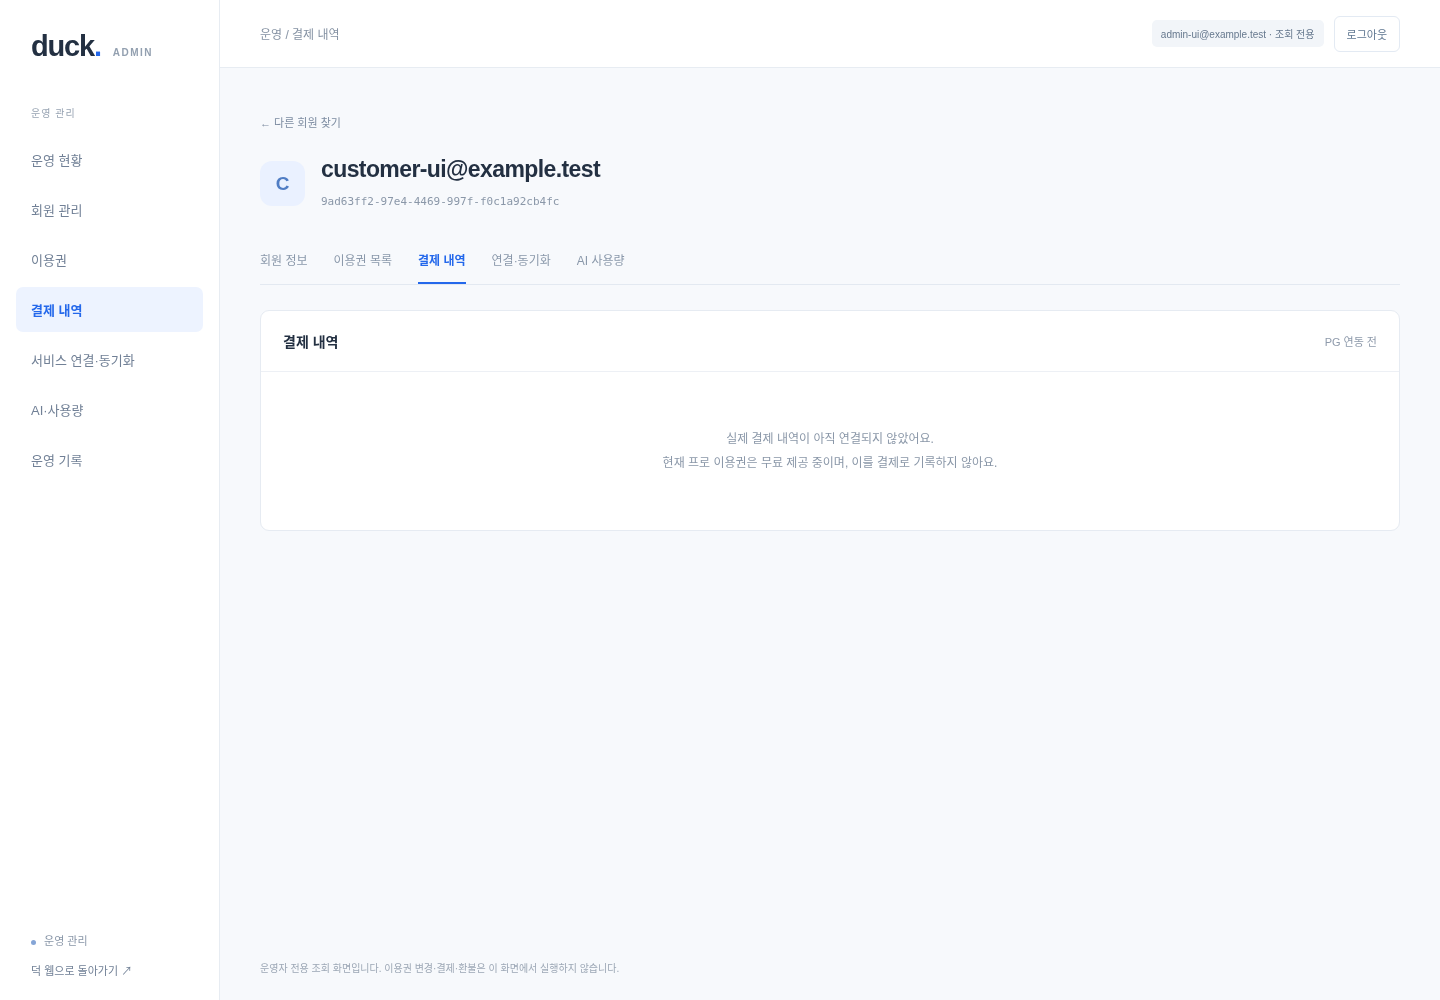 duck. ADMIN
운영 관리
운영 현황
회원 관리
이용권
결제 내역
서비스 연결·동기화
AI·사용량
운영 기록
운영 관리
덕 웹으로 돌아가기 ↗
운영 / 결제 내역
admin-ui@example.test · 조회 전용
로그아웃
← 다른 회원 찾기
C
customer-ui@example.test
9ad63ff2-97e4-4469-997f-f0c1a92cb4fc
회원 정보 이용권 목록 결제 내역 연결·동기화 AI 사용량
결제 내역
PG 연동 전
실제 결제 내역이 아직 연결되지 않았어요.
현재 프로 이용권은 무료 제공 중이며, 이를 결제로 기록하지 않아요.
운영자 전용 조회 화면입니다. 이용권 변경·결제·환불은 이 화면에서 실행하지 않습니다.